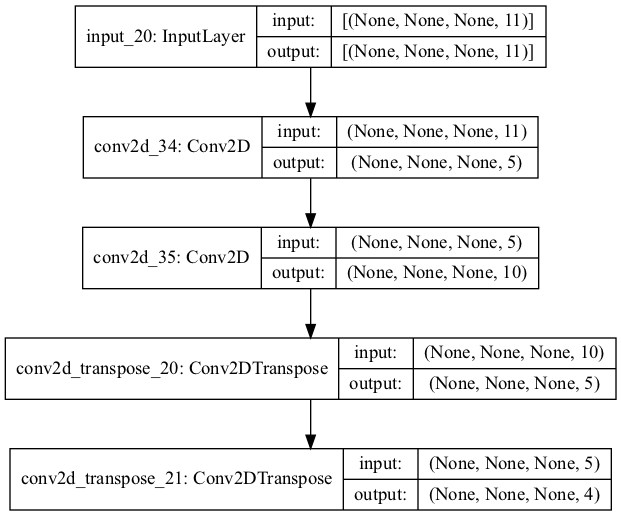 input_20: InputLayer
input: [(None, None, None, 11)]
output: [(None, None, None, 11)]
conv2d_34: Conv2D
input: (None, None, None, 11)
output: (None, None, None, 5)
conv2d_35: Conv2D
input: (None, None, None, 5)
output: (None, None, None, 10)
conv2d_transpose_20: Conv2DTranspose
input: (None, None, None, 10)
output: (None, None, None, 5)
conv2d_transpose_21: Conv2DTranspose
input: (None, None, None, 5)
output: (None, None, None, 4)